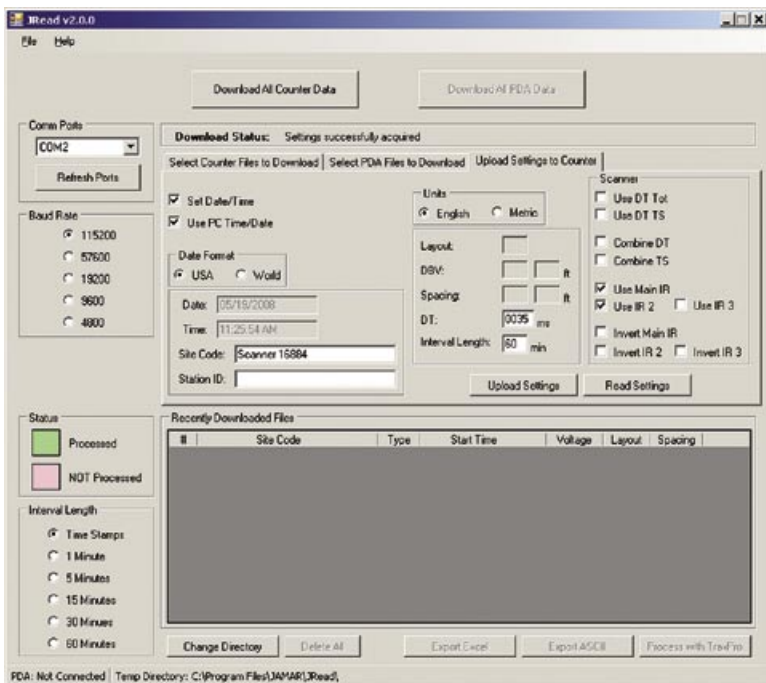 JRead v2.0.0
File Help
Download All Counter Data
Download All PDA Data
Comm Ports
COM2
Refresh Ports
Download Status: Settings successfully acquired
Select Counter Files to Download
Select PDA Files to Download
Upload Settings to Counter
Baud Rate
115200
57600
19200
9600
4800
Set Date/Time
Use PC Time/Date
Date Format
USA World
Date: 05/19/2008
Time: 11:25:54 AM
Site Code: Scanner 16884
Station ID:
Units
English Metric
Layout:
DBV: ft
Spacing: ft
DT: 0035 ms
Interval Length: 60 min
Scanner
Use DT Tot
Use DT TS
Combine DT
Combine TS
Use Main IR
Use IR 2 Use IR 3
Invert Main IR
Invert IR 2 Invert IR 3
Upload Settings
Read Settings
Status
Processed
NOT Processed
Recently Downloaded Files
# Site Code Type Start Time Voltage Layout Spacing
Interval Length
Time Stamps
1 Minute
5 Minutes
15 Minutes
30 Minues
60 Minutes
Change Directory
Delete All
Export Excel
Export ASCII
Process with TraxPro
PDA: Not Connected
Temp Directory: C:\Program Files\JAMAR\JRead\,